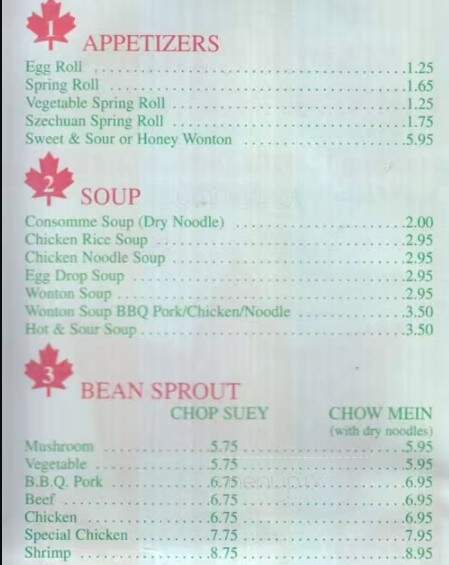 1
APPETIZERS
Egg Roll ........................................ 1.25
Spring Roll ........................................ 1.65
Vegetable Spring Roll ........................................ 1.25
Szechuan Spring Roll ........................................ 1.75
Sweet & Sour or Honey Wonton ........................................ 5.95
2
SOUP
Consomme Soup (Dry Noodle) ........................................ 2.00
Chicken Rice Soup ........................................ 2.95
Chicken Noodle Soup ........................................ 2.95
Egg Drop Soup ........................................ 2.95
Wonton Soup ........................................ 2.95
Wonton Soup BBQ Pork/Chicken/Noodle ........................................ 3.50
Hot & Sour Soup ........................................ 3.50
3
BEAN SPROUT
CHOP SUEY CHOW MEIN
(with dry noodles)
Mushroom .................... 5.75 .................... 5.95
Vegetable .................... 5.75 .................... 5.95
B.B.Q. Pork .................... 6.75 .................... 6.95
Beef .................... 6.75 .................... 6.95
Chicken .................... 6.75 .................... 6.95
Special Chicken .................... 7.75 .................... 7.95
Shrimp .................... 8.75 .................... 8.95